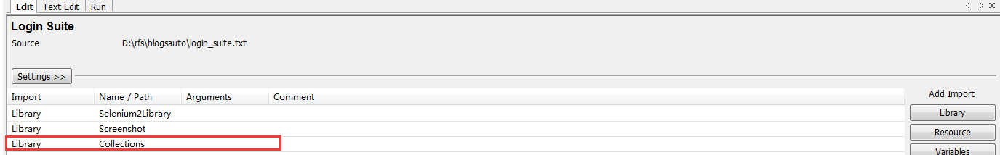 Edit Text Edit Run
Login Suite
Source D:\rfs\blogsauto\login_suite.txt
Settings >>
Import Name / Path Arguments Comment
Add Import
Library Selenium2Library
Library
Library Screenshot
Resource
Library Collections
Variables